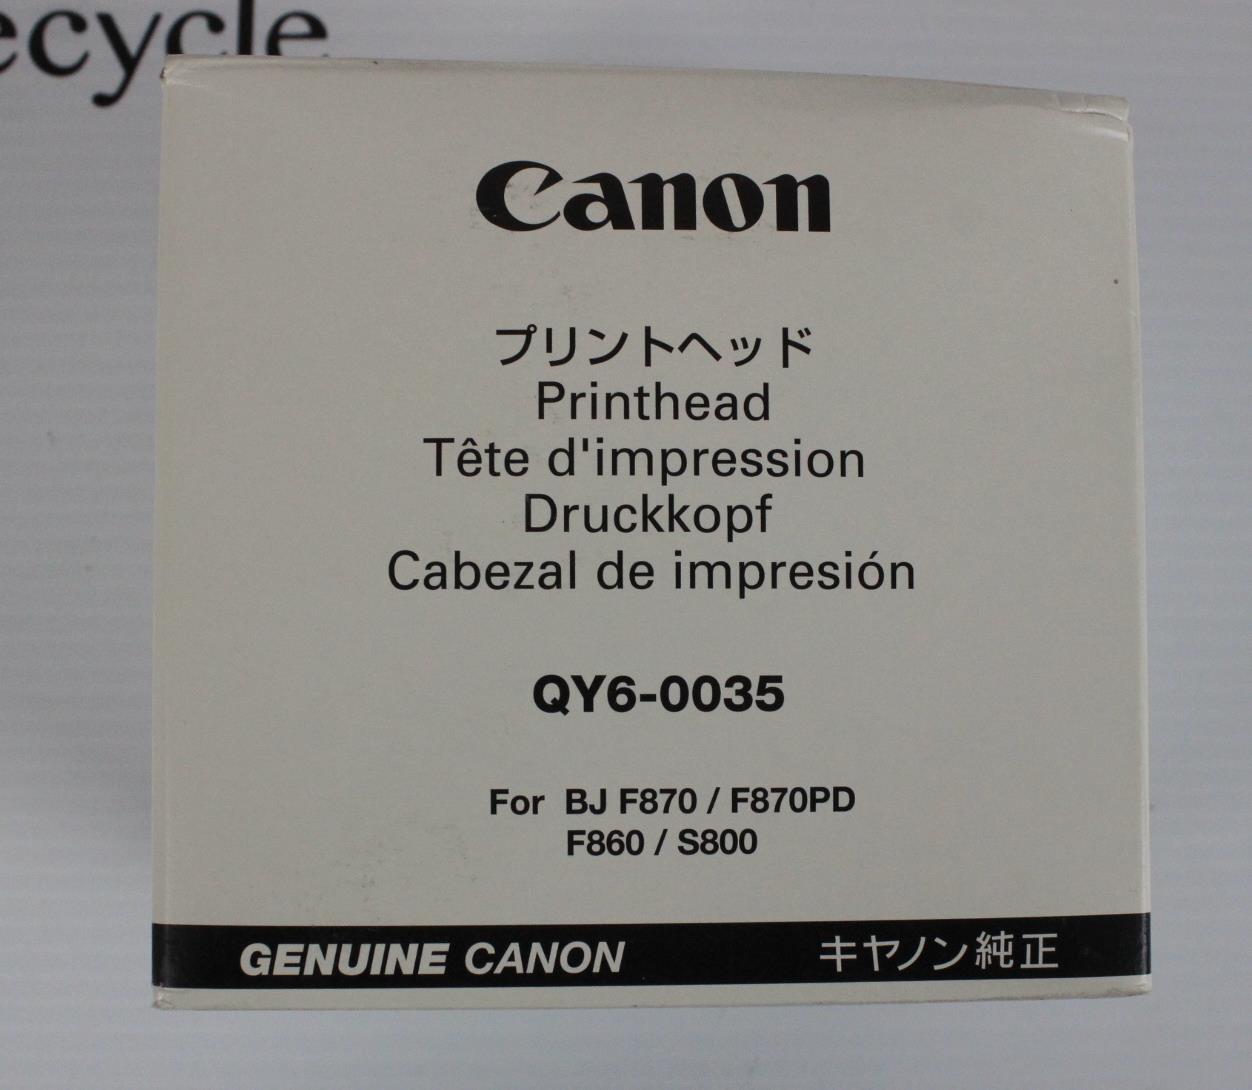 ecycle
Canon
プリントヘッド
Printhead
Tête d'impression
Druckkopf
Cabezal de impresión
QY6-0035
For BJ F870 / F870PD
F860 / S800
GENUINE CANON キヤノン純正